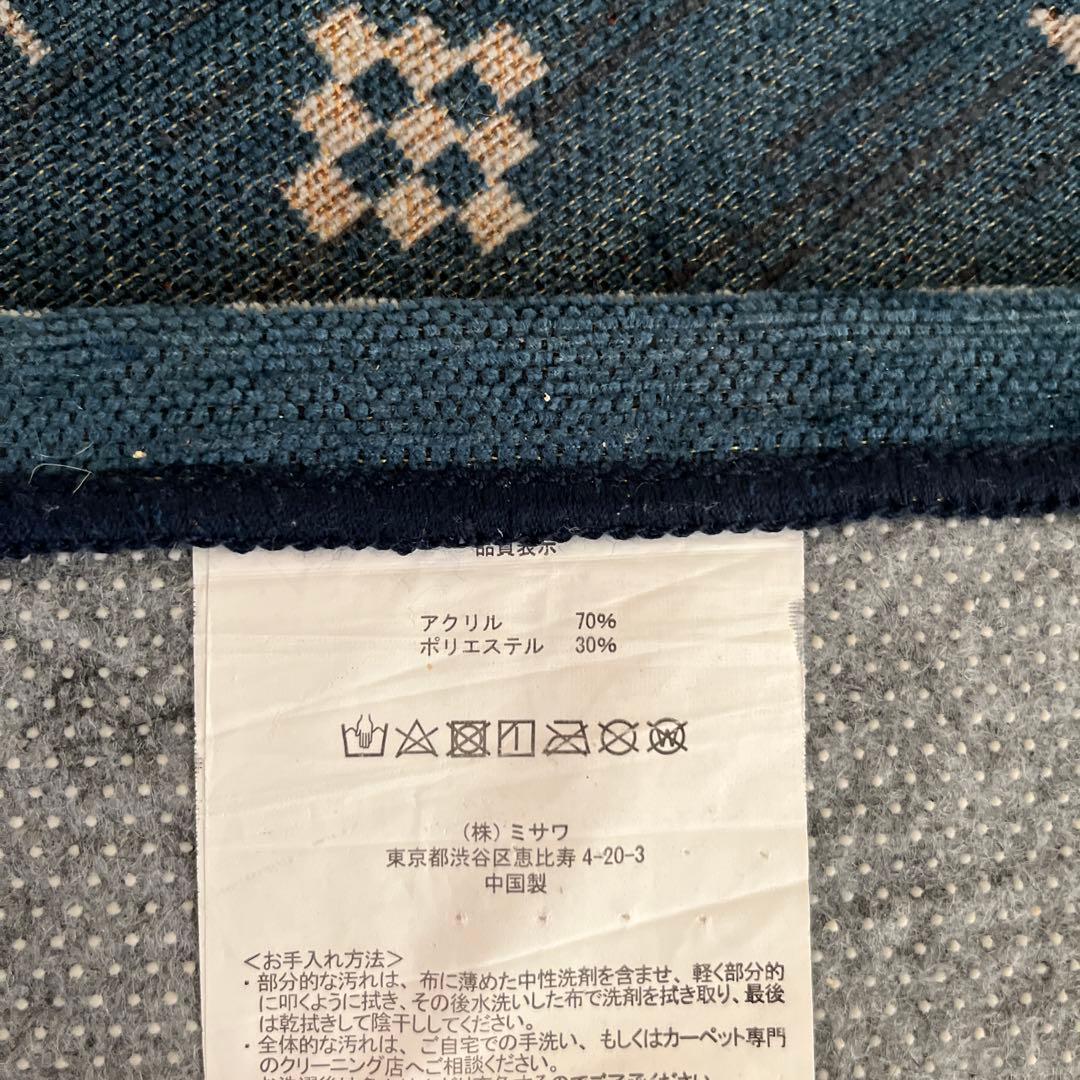 品質表示
アクリル 70%
ポリエステル 30%
(株)ミサワ
東京都渋谷区恵比寿4-20-3
中国製
<お手入れ方法>
・部分的な汚れは、布に薄めた中性洗剤を含ませ、軽く部分的
に叩くように拭き、その後水洗いした布で洗剤を拭き取り、最後
は乾拭きして陰干ししてください。
・全体的な汚れは、ご自宅での手洗い、もしくはカーペット専門
のクリーニング店へご相談ください。